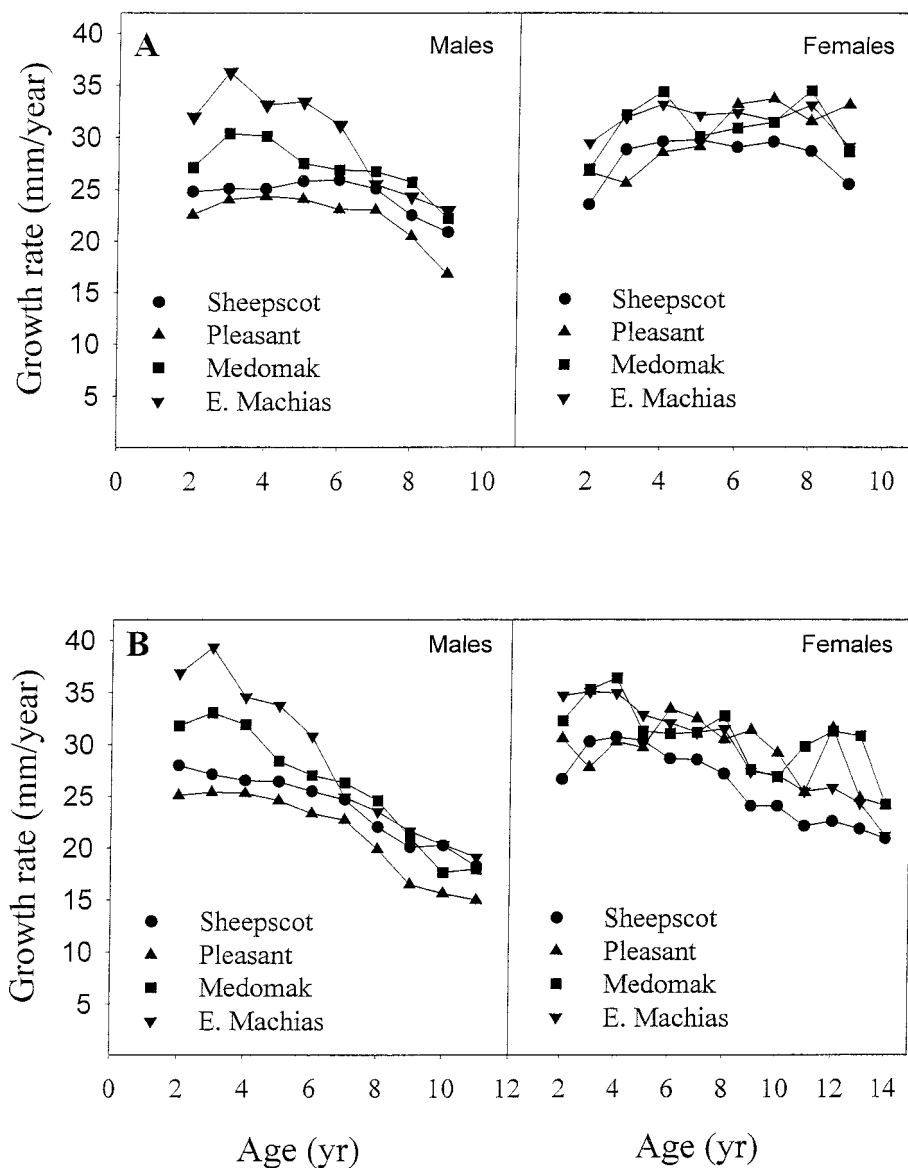 A
Males
Females
Growth rate (mm/year)
40
35
30
25
20
15
10
5
Sheepscot
Pleasant
Medomak
E. Machias
Sheepscot
Pleasant
Medomak
E. Machias
0 2 4 6 8 10 2 4 6 8 10
B
Males
Females
Growth rate (mm/year)
40
35
30
25
20
15
10
5
Sheepscot
Pleasant
Medomak
E. Machias
Sheepscot
Pleasant
Medomak
E. Machias
0 2 4 6 8 10 12 2 4 6 8 10 12 14
Age (yr) Age (yr)